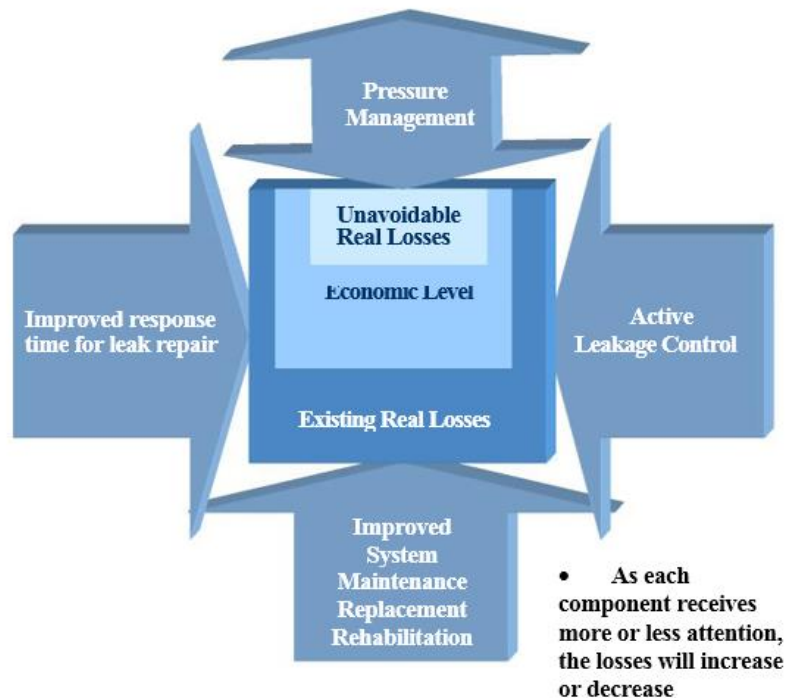 Pressure
Management
Unavoidable
Real Losses
Economic Level
Improved response
time for leak repair
Active
Leakage Control
Existing Real Losses
Improved
System
Maintenance
Replacement
Rehabilitation
• As each
component receives
more or less attention,
the losses will increase
or decrease